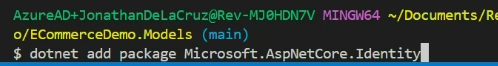 AzureAD+JonathanDeLaCruz@Rev-MJ0HDN7V MINGW64 ~/Documents/Re
o/ECommerceDemo.Models (main)
$ dotnet add package Microsoft.AspNetCore.Identity